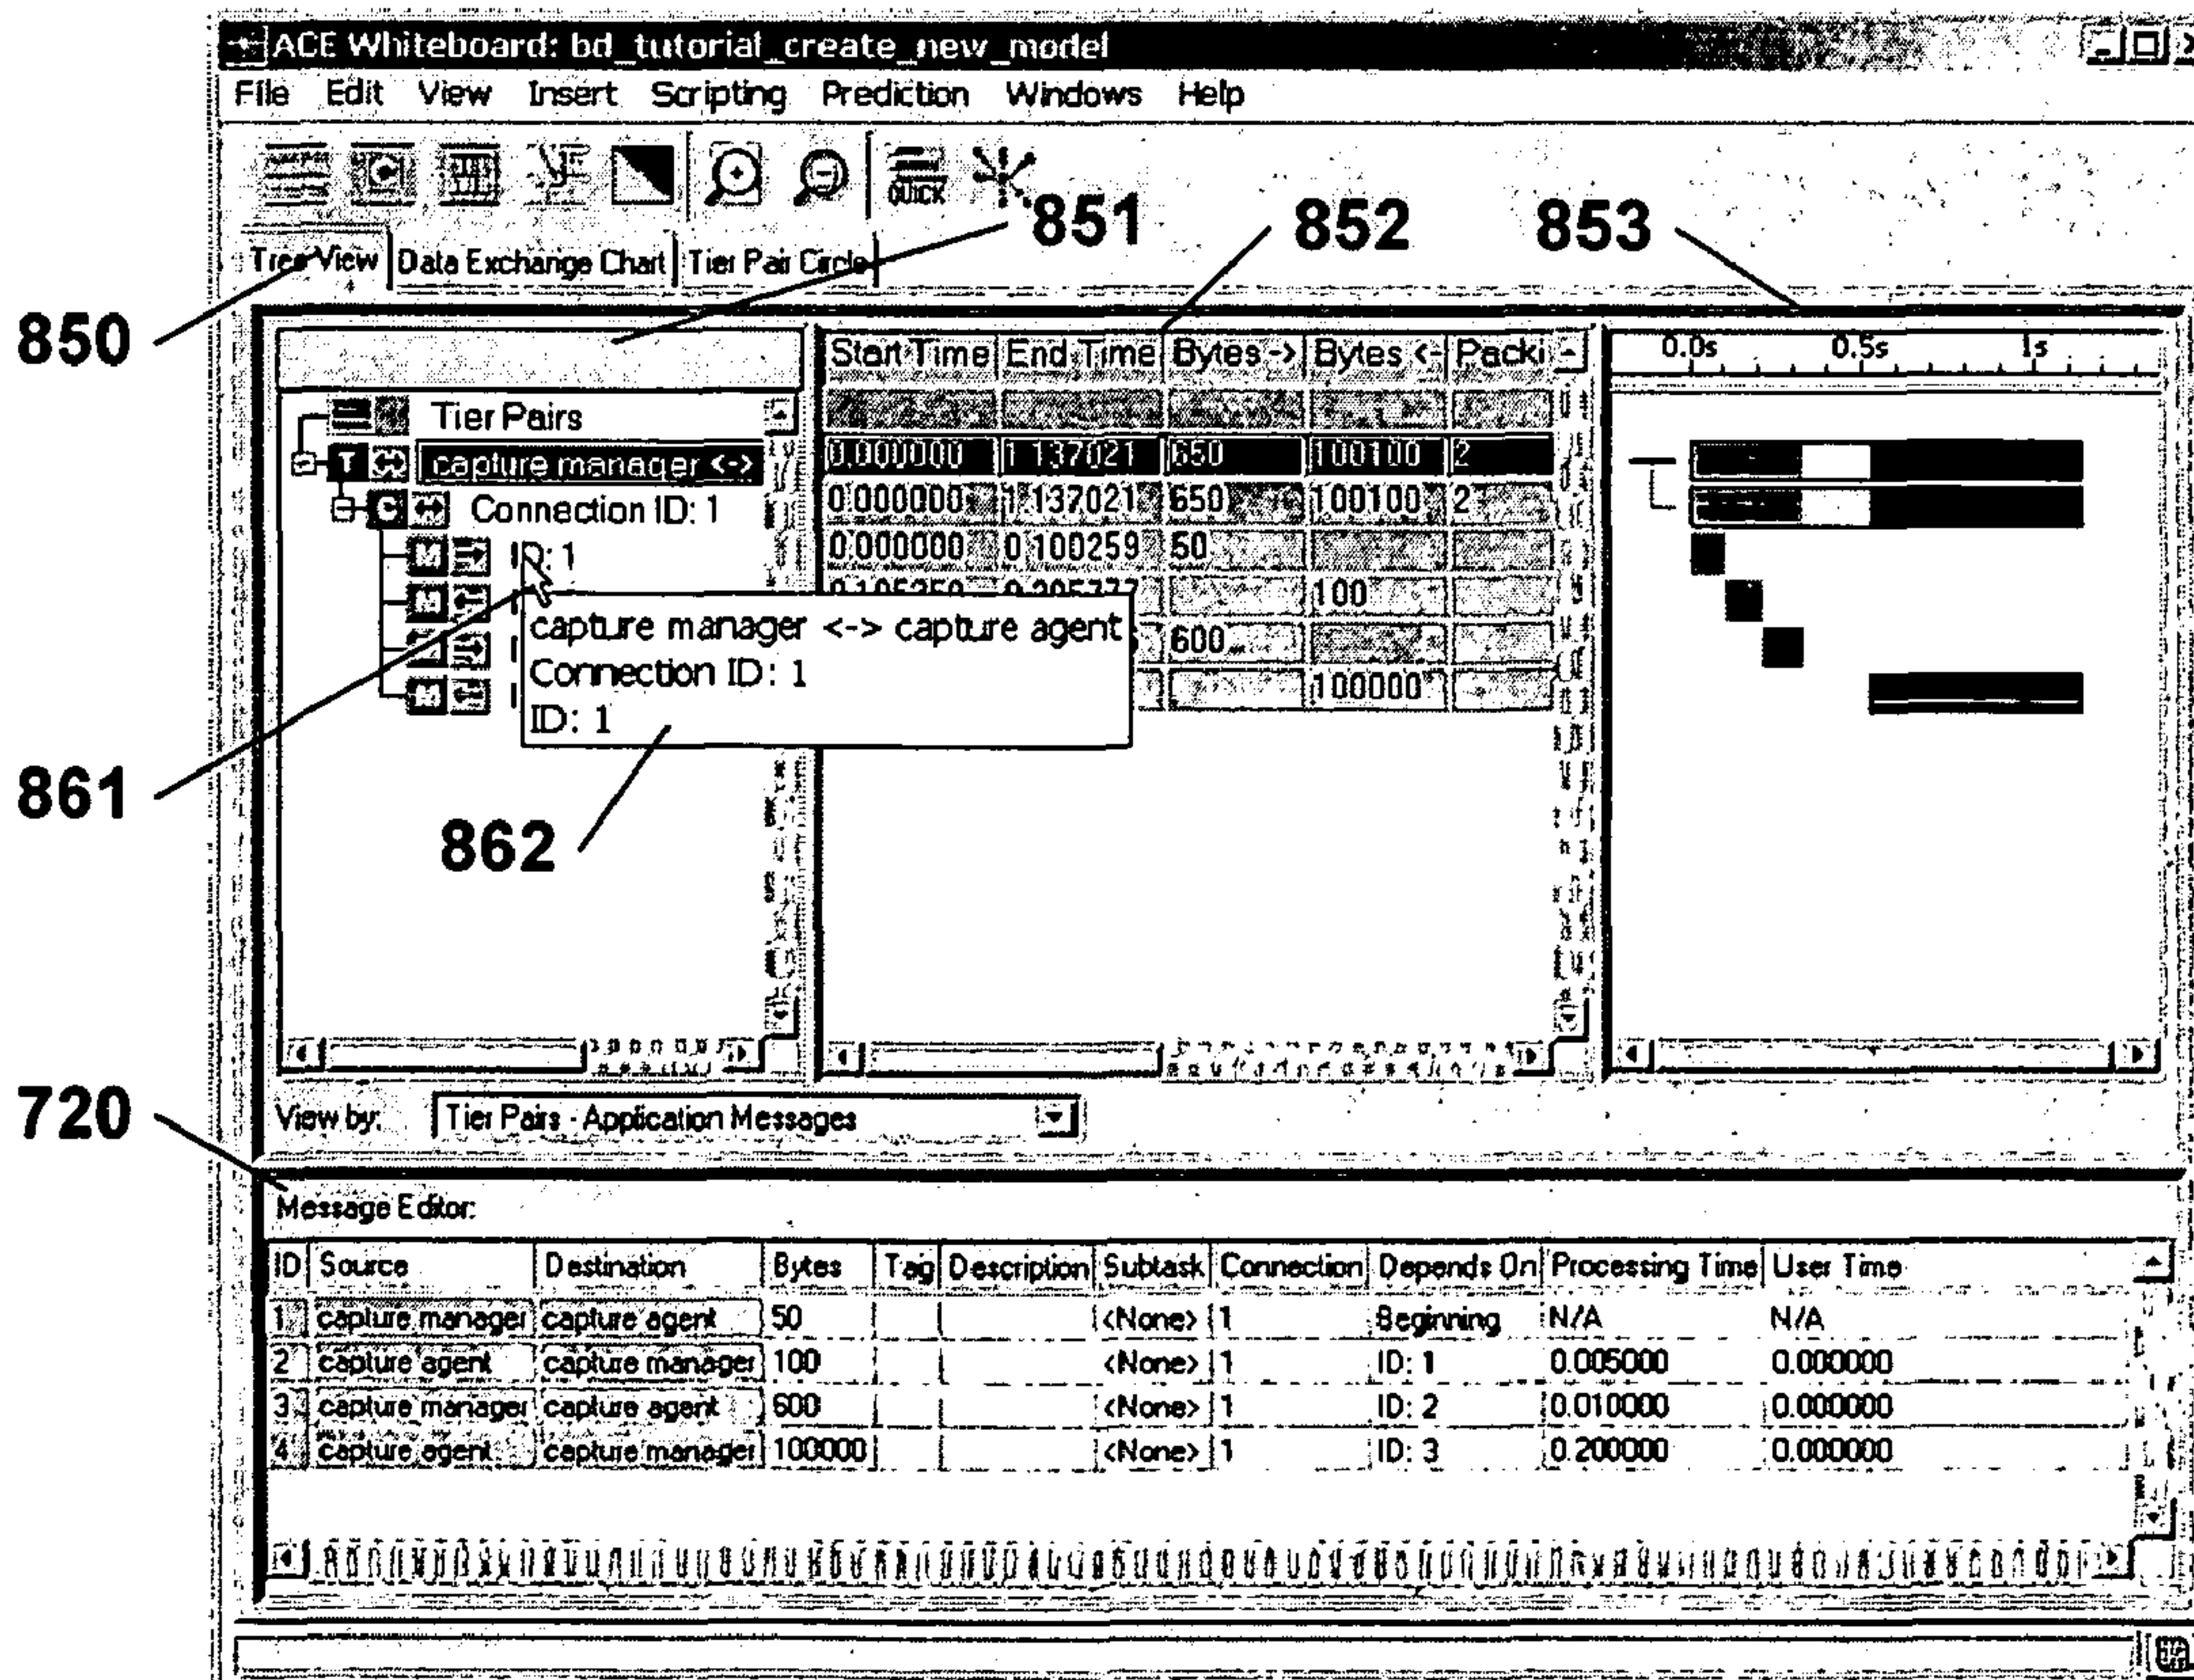 ACE Whiteboard: bd_tutorial_create_new_model
File Edit View Insert Scripting Prediction Windows Help
QUICK
851 852 853
Tree View Data Exchange Chart Tier Pair Circle
850
Start Time End Time Bytes -> Bytes <- Packi
0.0s 0.5s 1s
Tier Pairs
T capture manager <-> 0.000000 1.137021 650 100100 2
C Connection ID: 1 0.000000 1.137021 650 100100 2
M ID: 1 0.000000 0.100259 50
M 100
capture manager <-> capture agent
600
Connection ID: 1
M 100000
ID: 1
861
862
720
View by: Tier Pairs - Application Messages
Message Editor:
ID Source Destination Bytes Tag Description Subtask Connection Depends On Processing Time User Time
1 capture manager capture agent 50 <None> 1 Beginning N/A N/A
2 capture agent capture manager 100 <None> 1 ID: 1 0.005000 0.000000
3 capture manager capture agent 600 <None> 1 ID: 2 0.010000 0.000000
4 capture agent capture manager 100000 <None> 1 ID: 3 0.200000 0.000000